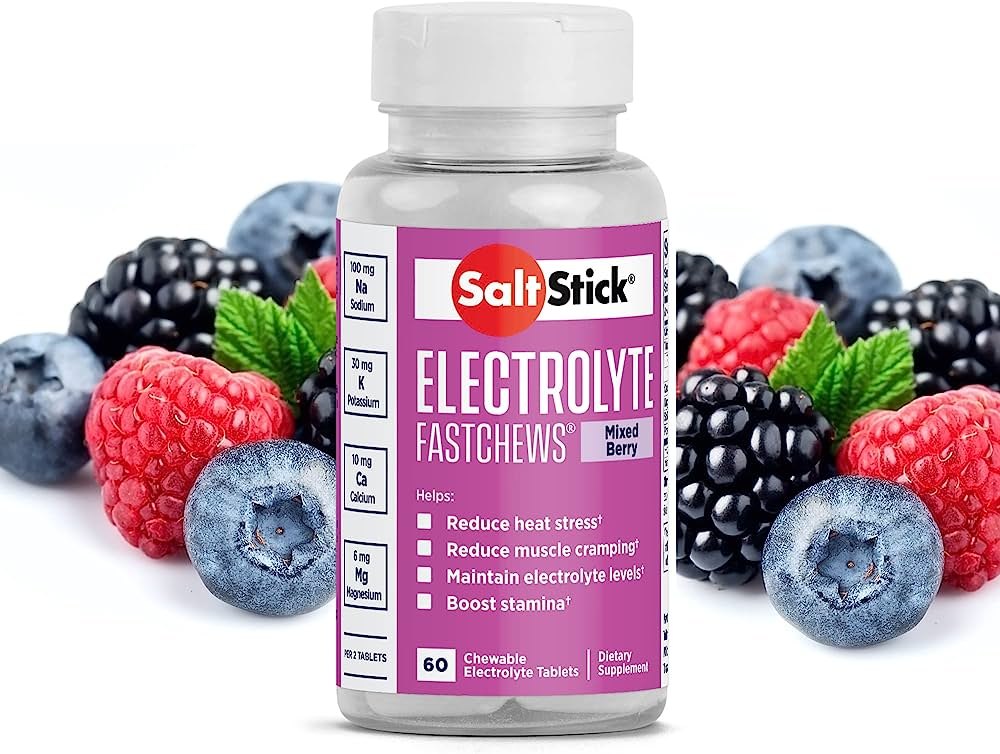 SaltStick®
ELECTROLYTE
FASTCHEWS®
Mixed
Berry
Helps:
Reduce heat stress†
Reduce muscle cramping†
Maintain electrolyte levels†
Boost stamina†
60
Chewable
Electrolyte Tablets
Dietary
Supplement
100 mg
Na
Sodium
30 mg
K
Potassium
10 mg
Ca
Calcium
6 mg
Mg
Magnesium
PER 2 TABLETS